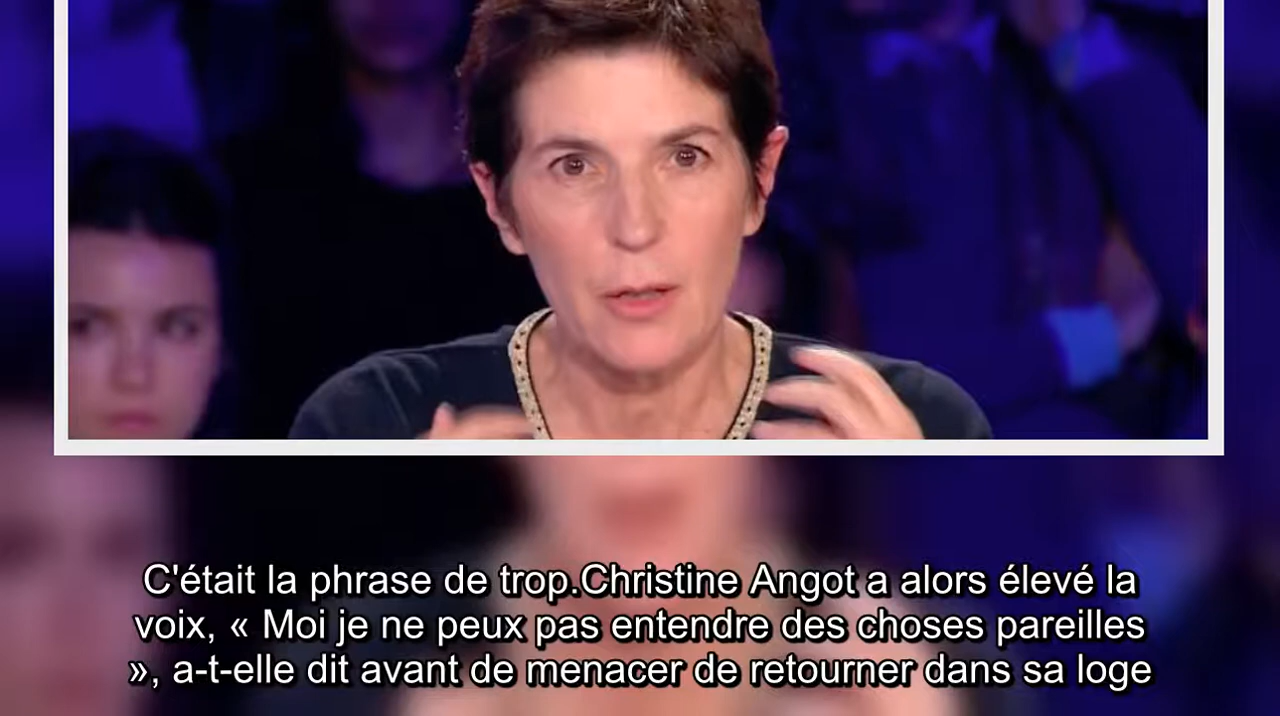 C'était la phrase de trop.Christine Angot a alors élevé la
voix, « Moi je ne peux pas entendre des choses pareilles
», a-t-elle dit avant de menacer de retourner dans sa loge